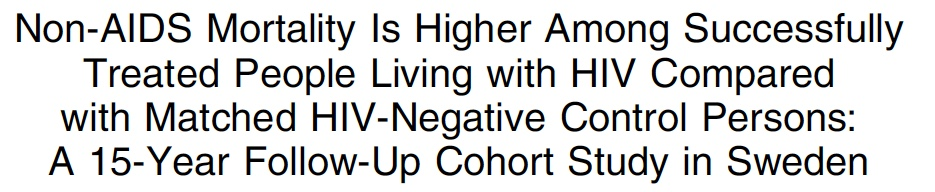 Non-AIDS Mortality Is Higher Among Successfully
Treated People Living with HIV Compared
with Matched HIV-Negative Control Persons:
A 15-Year Follow-Up Cohort Study in Sweden